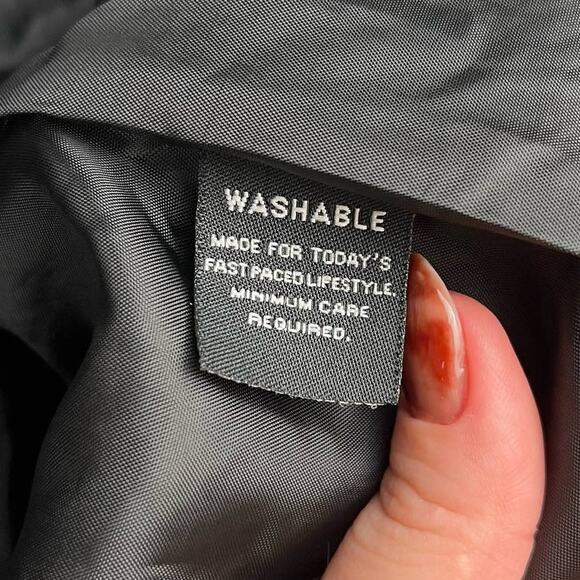 WASHABLE
MADE FOR TODAY'S
FAST PACED LIFESTYLE.
MINIMUM CARE
REQUIRED.